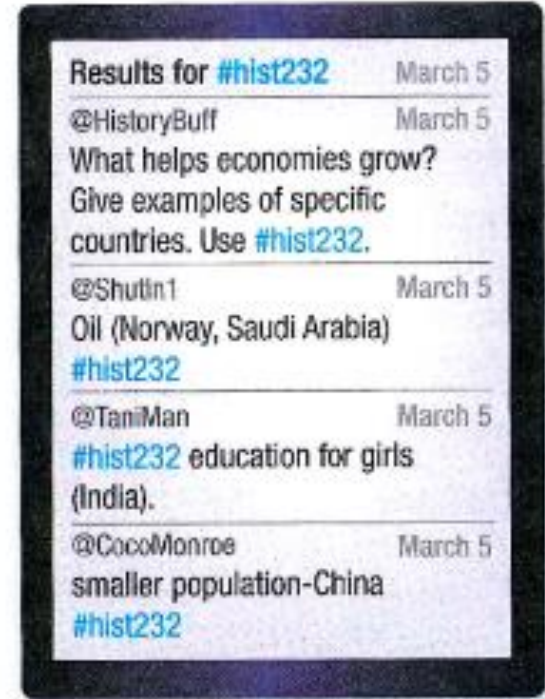 Results for #hist232 March 5
@HistoryBuff March 5
What helps economies grow?
Give examples of specific
countries. Use #hist232.
@Shutin1 March 5
Oil (Norway, Saudi Arabia)
#hist232
@TaniMan March 5
#hist232 education for girls
(India).
@CocoMonroe March 5
smaller population-China
#hist232